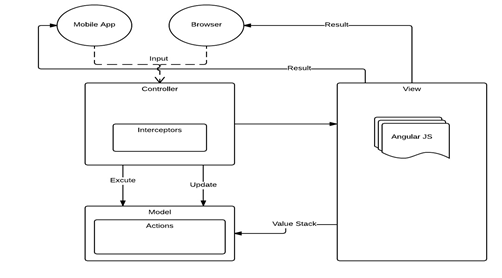 Mobile App
Browser
Result
Input
Result
Controller
View
Interceptors
Angular JS
Excute
Update
Model
Actions
Value Stack